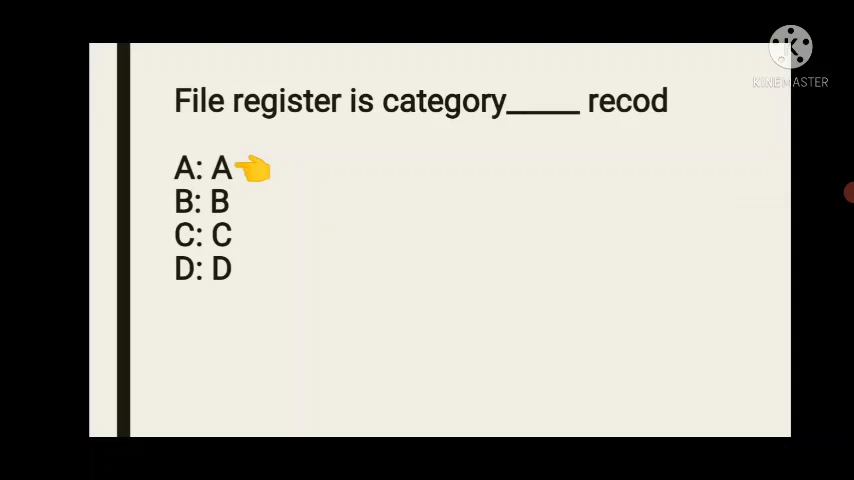 File register is category_____ recod
A: A
B: B
C: C
D: D
KINEMASTER